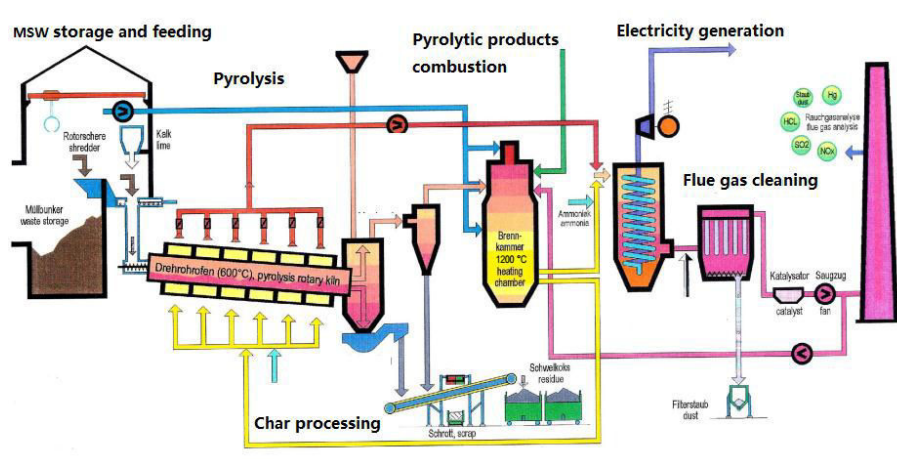 MSW storage and feeding
Pyrolysis
Pyrolytic products
combustion
Electricity generation
Rotorschere
shredder
Kalk
lime
Müllbunker
waste storage
Drehrohrofen (600°C), pyrolysis rotary kiln
Brenn-
kammer
1200 °C
heating
chamber
Ammoniak
ammonia
Flue gas cleaning
Staub
dust
Hg
HCL
Rauchgasanalyse
flue gas analysis
SO2
NOx
Katalysator
catalyst
Saugzug
fan
Schwelkoks
residue
Char processing
Schrott, scrap
Filterstaub
dust